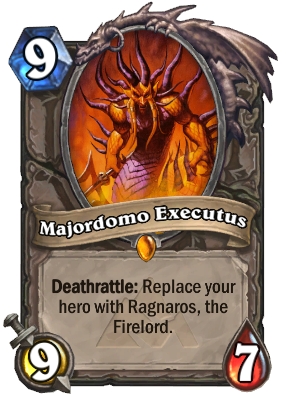 9
Majordomo Executus
Deathrattle: Replace your
hero with Ragnaros, the
Firelord.
9
7